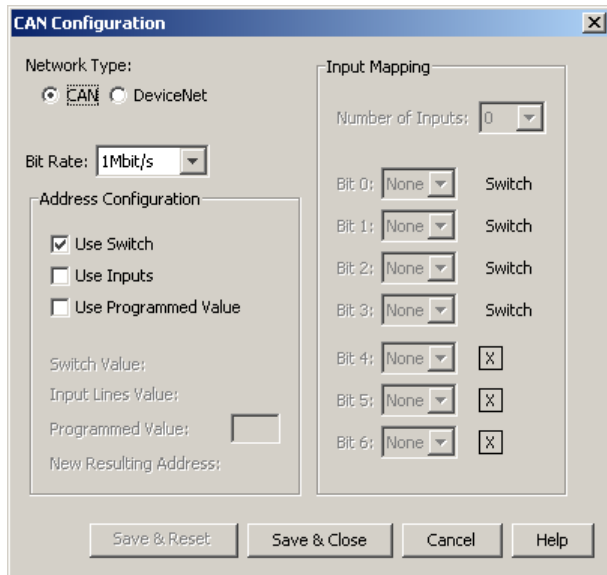 CAN Configuration
Network Type:
CAN DeviceNet
Bit Rate: 1Mbit/s
Address Configuration
Use Switch
Use Inputs
Use Programmed Value
Switch Value:
Input Lines Value:
Programmed Value:
New Resulting Address:
Input Mapping
Number of Inputs: 0
Bit 0: None Switch
Bit 1: None Switch
Bit 2: None Switch
Bit 3: None Switch
Bit 4: None X
Bit 5: None X
Bit 6: None X
Save & Reset Save & Close Cancel Help